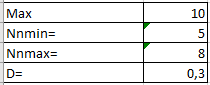 Max 10
Nnmin= 5
Nnmax= 8
D= 0,3